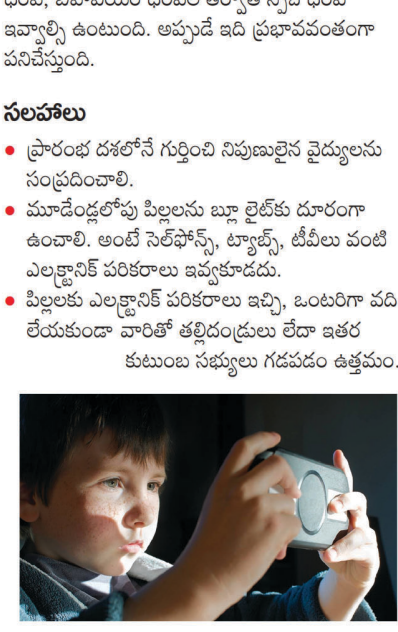 ఇవ్వాల్సి ఉంటుంది. అప్పుడే ఇది ప్రభావవంతంగా
పనిచేస్తుంది.
సలహాలు
• ప్రారంభ దశలోనే గుర్తించి నిపుణులైన వైద్యులను
సంప్రదించాలి.
• మూడేండ్లలోపు పిల్లలను బ్లూ లైట్‌కు దూరంగా
ఉంచాలి. అంటే సెల్‌ఫోన్స్, ట్యాబ్స్, టీవీలు వంటి
ఎలక్ట్రానిక్ పరికరాలు ఇవ్వకూడదు.
• పిల్లలకు ఎలక్ట్రానిక్ పరికరాలు ఇచ్చి, ఒంటరిగా వది
లేయకుండా వారితో తల్లిదండ్రులు లేదా ఇతర
కుటుంబ సభ్యులు గడపడం ఉత్తమం.